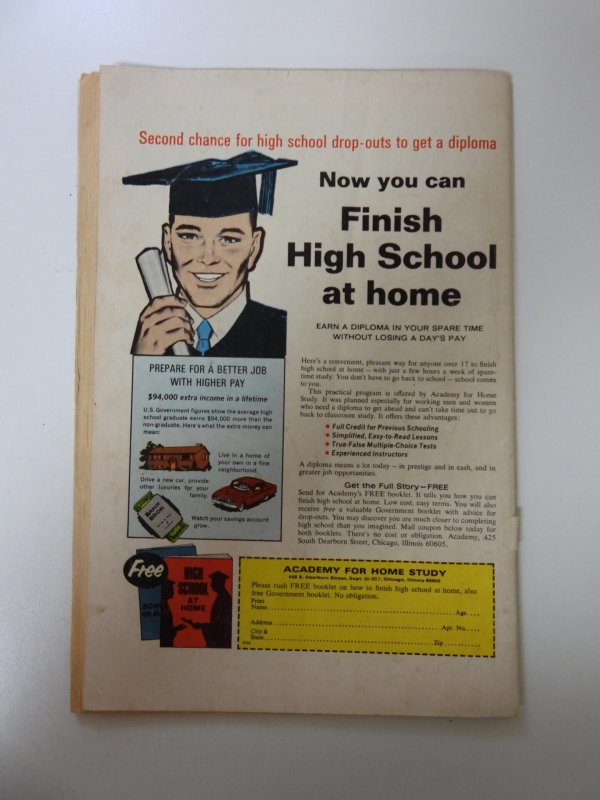 Second chance for high school drop-outs to get a diploma
Now you can
Finish
High School
at home
EARN A DIPLOMA IN YOUR SPARE TIME
WITHOUT LOSING A DAY'S PAY
PREPARE FOR A BETTER JOB
WITH HIGHER PAY
$94,000 extra income in a lifetime
U.S. Government figures show the average high
school graduate earns $94,000 more than the
non-graduate. Here's what the extra money can
mean:
Live in a home of
your own in a fine
neighborhood.
Drive a new car, provide
other luxuries for your
family.
BANK
BOOK
Watch your savings account
grow.
Here's a convenient, pleasant way for anyone over 17 to finish
high school at home — with just a few hours a week of spare-
time study. You don't have to go back to school — school comes
to you.
This practical program is offered by Academy for Home
Study. It was planned especially for working men and women
who need a diploma to get ahead and can't take time out to go
back to classroom study. It offers these advantages:
• Full Credit for Previous Schooling
• Simplified, Easy-to-Read Lessons
• True-False Multiple-Choice Tests
• Experienced Instructors
A diploma means a lot today — in prestige and in cash, and in
greater job opportunities.
Get the Full Story—FREE
Send for Academy's FREE booklet. It tells you how you can
finish high school at home. Low cost, easy terms. You will also
receive free a valuable Government booklet with advice for
drop-outs. You may discover you are much closer to completing
high school than you imagined. Mail coupon below today for
both booklets. There's no cost or obligation. Academy, 425
South Dearborn Street, Chicago, Illinois 60605.
Free
HIGH
SCHOOL
AT
HOME
ACADEMY FOR HOME STUDY
Chicago, Illinois 60605
Please rush FREE booklet on how to finish high school at home, also
free Government booklet. No obligation.
Print
Name Age
Address Apt. No.
City &
State Zip